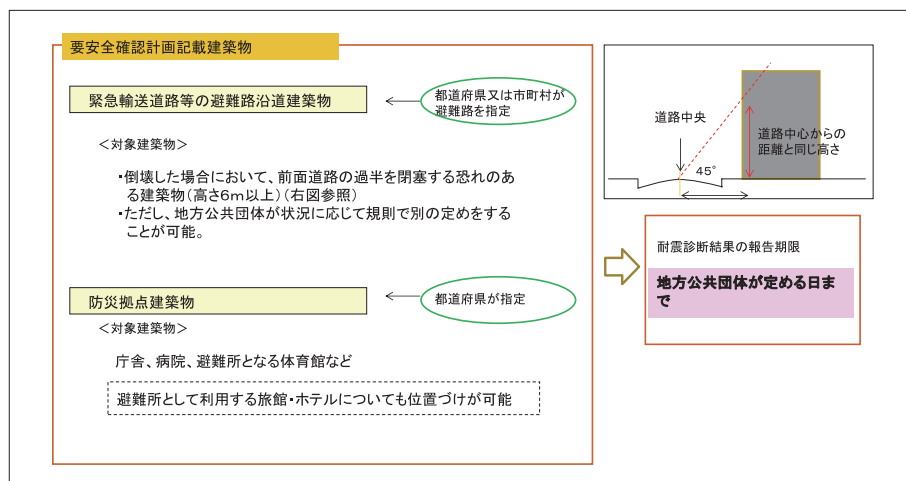 要安全確認計画記載建築物
緊急輸送道路等の避難路沿道建築物
都道府県又は市町村が
避難路を指定
<対象建築物>
・倒壊した場合において、前面道路の過半を閉塞する恐れのあ
る建築物(高さ6m以上)(右図参照)
・ただし、地方公共団体が状況に応じて規則で別の定めをする
ことが可能。
防災拠点建築物
都道府県が指定
<対象建築物>
庁舎、病院、避難所となる体育館など
避難所として利用する旅館・ホテルについても位置づけが可能
道路中央
道路中心からの
距離と同じ高さ
45°
耐震診断結果の報告期限
地方公共団体が定める日ま
で